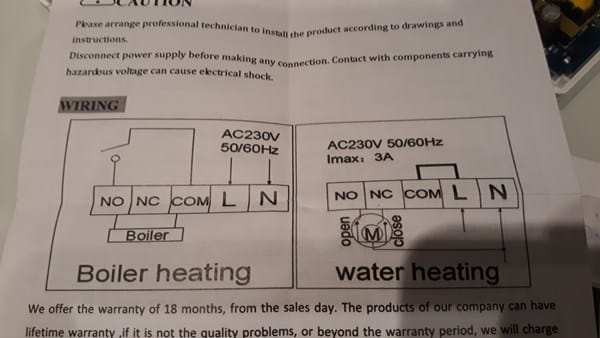 CAUTION
Please arrange professional technician to install the product according to drawings and
instructions.
Disconnect power supply before making any connection. Contact with components carrying
hazardous voltage can cause electrical shock.
WIRING
AC230V
50/60Hz
NO NC COM L N
Boiler
Boiler heating
AC230V 50/60Hz
Imax: 3A
NO NC COM L N
open
M
close
water heating
We offer the warranty of 18 months, from the sales day. The products of our company can have
lifetime warranty ,if it is not the quality problems, or beyond the warranty period, we will charge